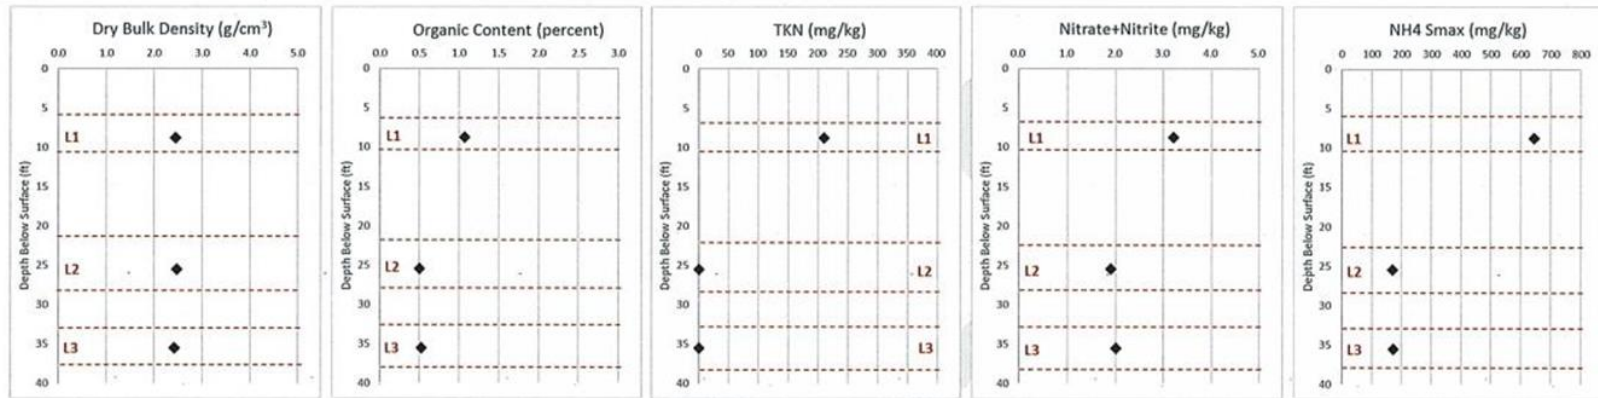 Dry Bulk Density (g/cm³)
0.0 1.0 2.0 3.0 4.0 5.0
0
5
10
15
20
25
30
35
40
Depth Below Surface (ft)
L1
L2
L3
Organic Content (percent)
0.0 0.5 1.0 1.5 2.0 2.5 3.0
0
5
10
15
20
25
30
35
40
Depth Below Surface (ft)
L1
L2
L3
TKN (mg/kg)
0 50 100 150 200 250 300 350 400
0
5
10
15
20
25
30
35
40
Depth Below Surface (ft)
L1
L2
L3
Nitrate+Nitrite (mg/kg)
0.0 1.0 2.0 3.0 4.0 5.0
0
5
10
15
20
25
30
35
40
Depth Below Surface (ft)
L1
L2
L3
NH4 Smax (mg/kg)
0 100 200 300 400 500 600 700 800
0
5
10
15
20
25
30
35
40
Depth Below Surface (ft)
L1
L2
L3